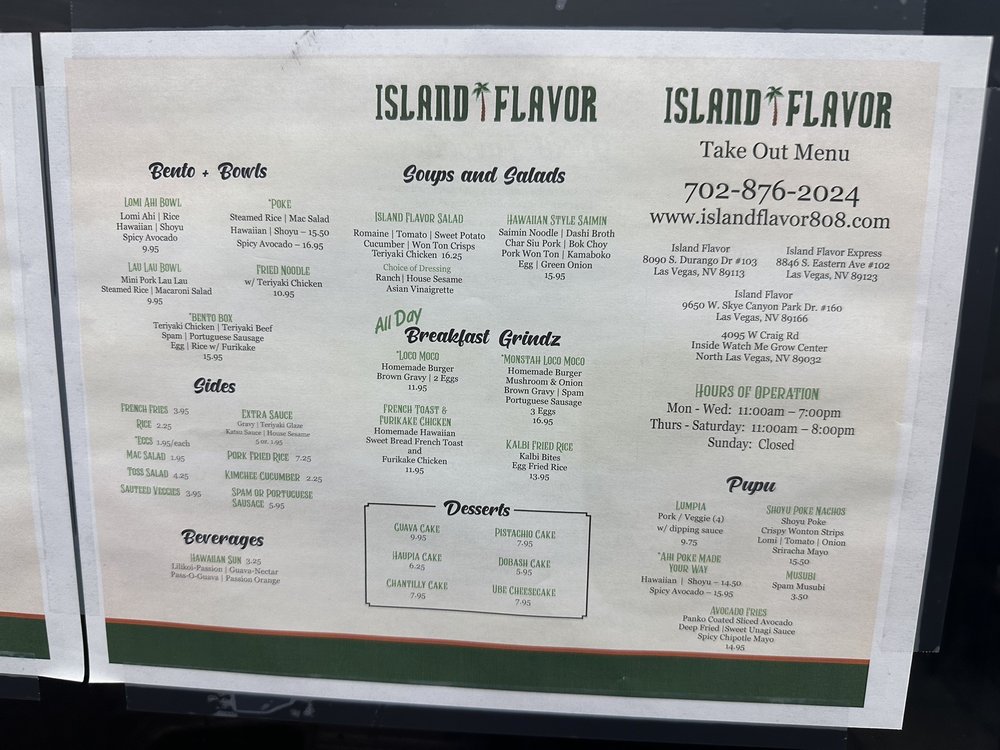 ISLAND FLAVOR
Bento + Bowls
LOMI AHI BOWL
Lomi Ahi | Rice
Hawaiian | Shoyu
Spicy Avocado
9.95
*POKE
Steamed Rice | Mac Salad
Hawaiian | Shoyu – 15.50
Spicy Avocado – 16.95
LAU LAU BOWL
Mini Pork Lau Lau
Steamed Rice | Macaroni Salad
9.95
FRIED NOODLE
w/ Teriyaki Chicken
10.95
*BENTO BOX
Teriyaki Chicken | Teriyaki Beef
Spam | Portuguese Sausage
Egg | Rice w/ Furikake
15.95
Sides
FRENCH FRIES 3.95
RICE 2.25
*EGGS 1.95/each
MAC SALAD 1.95
TOSS SALAD 4.25
SAUTEED VEGGIES 3.95
EXTRA SAUCE
Gravy | Teriyaki Glaze
Katsu Sauce | House Sesame
5 oz. 1.95
PORK FRIED RICE 7.25
KIMCHEE CUCUMBER 2.25
SPAM OR PORTUGUESE
SAUSAGE 5.95
Beverages
HAWAIIAN SUN 3.25
Lilikoi-Passion | Guava-Nectar
Pass-O-Guava | Passion Orange
Soups and Salads
ISLAND FLAVOR SALAD
Romaine | Tomato | Sweet Potato
Cucumber | Won Ton Crisps
Teriyaki Chicken 16.25
Choice of Dressing
Ranch | House Sesame
Asian Vinaigrette
HAWAIIAN STYLE SAIMIN
Saimin Noodle | Dashi Broth
Char Siu Pork | Bok Choy
Pork Won Ton | Kamaboko
Egg | Green Onion
15.95
All Day
Breakfast Grindz
*LOCO MOCO
Homemade Burger
Brown Gravy | 2 Eggs
11.95
*MONSTAH LOCO MOCO
Homemade Burger
Mushroom & Onion
Brown Gravy | Spam
Portuguese Sausage
3 Eggs
16.95
FRENCH TOAST &
FURIKAKE CHICKEN
Homemade Hawaiian
Sweet Bread French Toast
and
Furikake Chicken
11.95
KALBI FRIED RICE
Kalbi Bites
Egg Fried Rice
13.95
Desserts
GUAVA CAKE
9.95
PISTACHIO CAKE
7.95
HAUPIA CAKE
6.25
DOBASH CAKE
5.95
CHANTILLY CAKE
7.95
UBE CHEESECAKE
7.95
ISLAND FLAVOR
Take Out Menu
702-876-2024
www.islandflavor808.com
Island Flavor
8090 S. Durango Dr #103
Las Vegas, NV 89113
Island Flavor Express
8846 S. Eastern Ave #102
Las Vegas, NV 89123
Island Flavor
9650 W. Skye Canyon Park Dr. #160
Las Vegas, NV 89166
4095 W Craig Rd
Inside Watch Me Grow Center
North Las Vegas, NV 89032
HOURS OF OPERATION
Mon - Wed: 11:00am – 7:00pm
Thurs - Saturday: 11:00am – 8:00pm
Sunday: Closed
Pupu
LUMPIA
Pork / Veggie (4)
w/ dipping sauce
9.75
SHOYU POKE NACHOS
Shoyu Poke
Crispy Wonton Strips
Lomi | Tomato | Onion
Sriracha Mayo
15.50
*AHI POKE MADE
YOUR WAY
Hawaiian | Shoyu – 14.50
Spicy Avocado – 15.95
MUSUBI
Spam Musubi
3.50
AVOCADO FRIES
Panko Coated Sliced Avocado
Deep Fried |Sweet Unagi Sauce
Spicy Chipotle Mayo
14.95